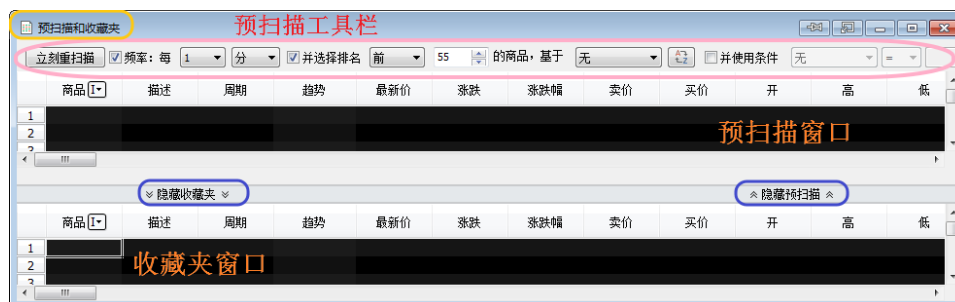 预扫描和收藏夹 预扫描工具栏
立刻重扫描 频率：每 1 分 并选择排名 前 55 的商品，基于 无 并使用条件 无 =
商品 I 描述 周期 趋势 最新价 涨跌 涨跌幅 卖价 买价 开 高 低
1
2 预扫描窗口
3
隐藏收藏夹 隐藏预扫描
商品 I 描述 周期 趋势 最新价 涨跌 涨跌幅 卖价 买价 开 高 低
1
2 收藏夹窗口
3